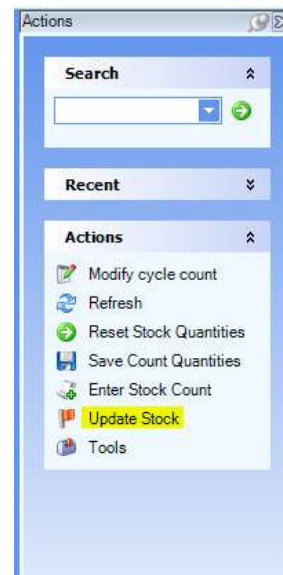 Actions
Search
Recent
Actions
Modify cycle count
Refresh
Reset Stock Quantities
Save Count Quantities
Enter Stock Count
Update Stock
Tools